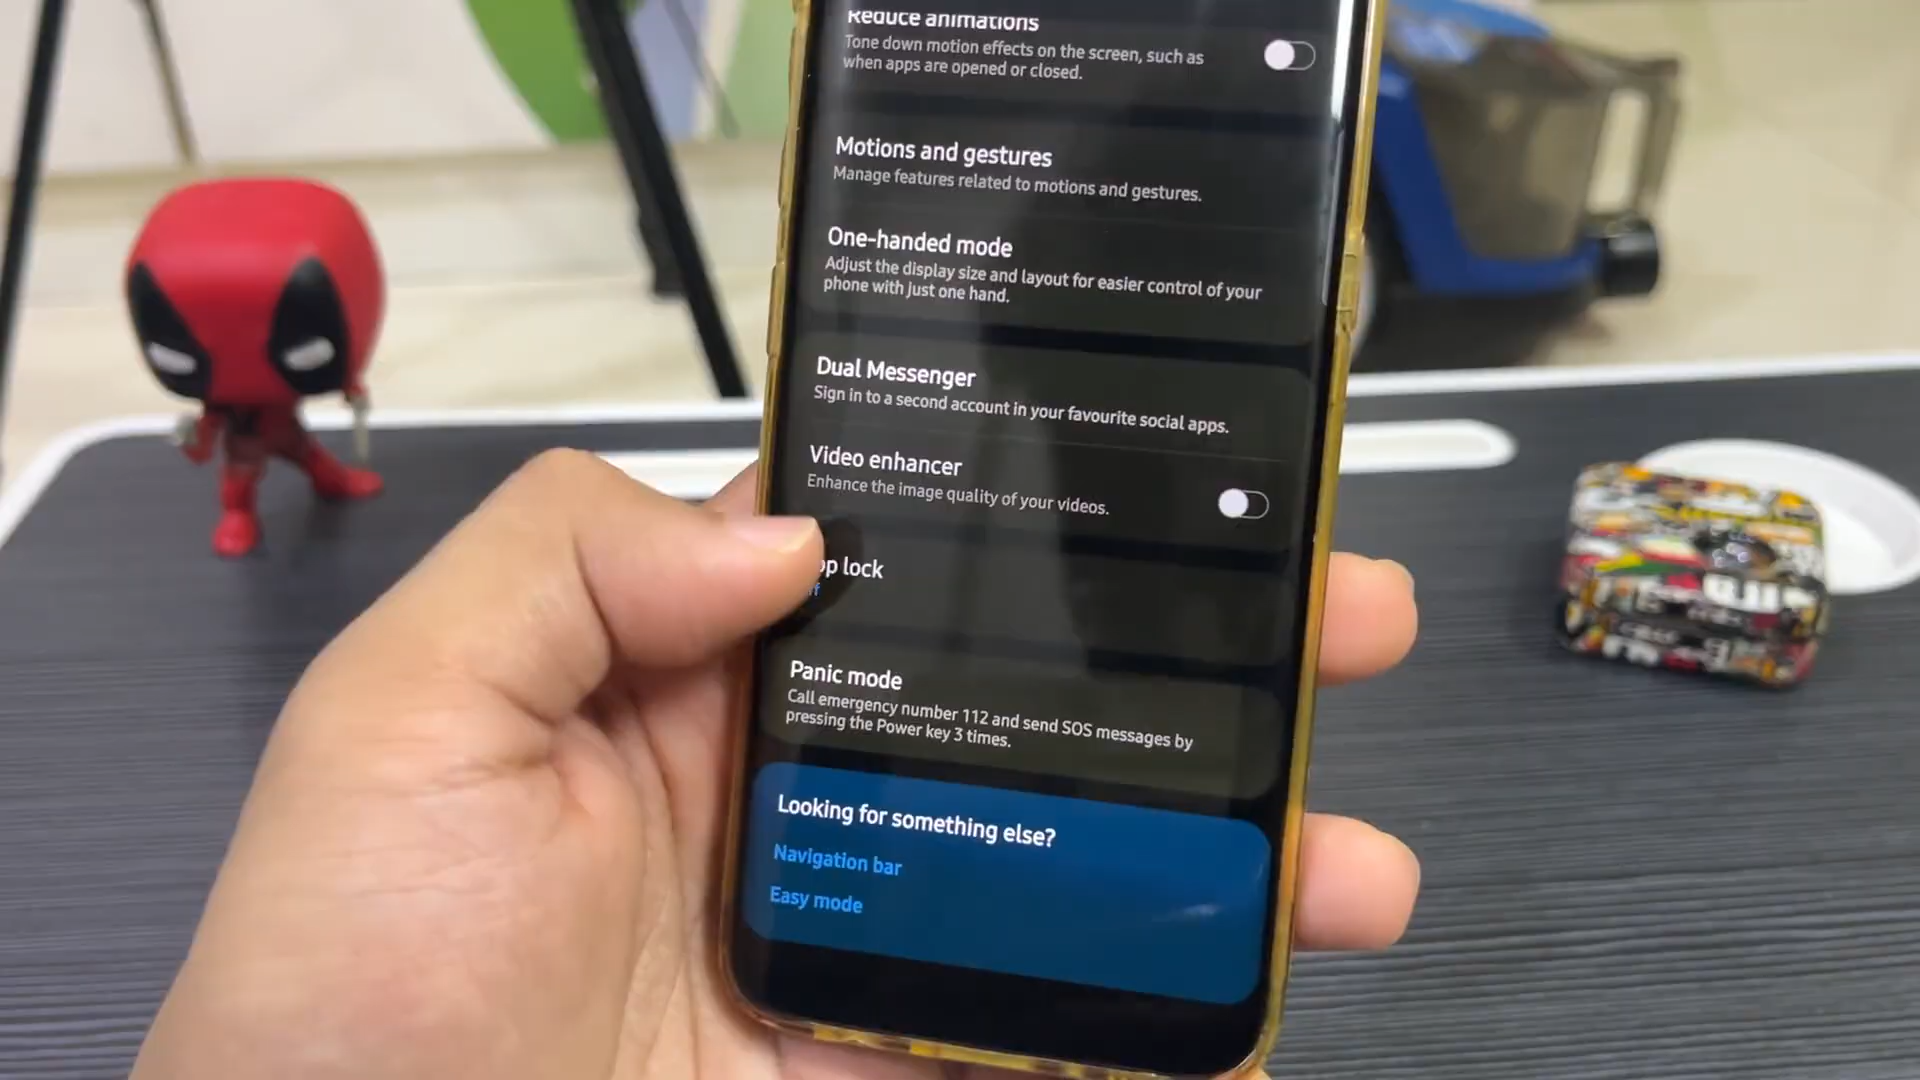 Reduce animations
Tone down motion effects on the screen, such as
when apps are opened or closed.
Motions and gestures
Manage features related to motions and gestures.
One-handed mode
Adjust the display size and layout for easier control of your
phone with just one hand.
Dual Messenger
Sign in to a second account in your favourite social apps.
Video enhancer
Enhance the image quality of your videos.
pp lock
Panic mode
Call emergency number 112 and send SOS messages by
pressing the Power key 3 times.
Looking for something else?
Navigation bar
Easy mode